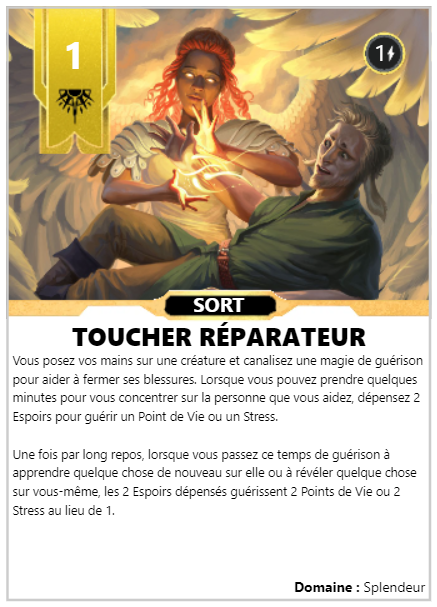 1
1
SORT
TOUCHER RÉPARATEUR
Vous posez vos mains sur une créature et canalisez une magie de guérison
pour aider à fermer ses blessures. Lorsque vous pouvez prendre quelques
minutes pour vous concentrer sur la personne que vous aidez, dépensez 2
Espoirs pour guérir un Point de Vie ou un Stress.
Une fois par long repos, lorsque vous passez ce temps de guérison à
apprendre quelque chose de nouveau sur elle ou à révéler quelque chose
sur vous-même, les 2 Espoirs dépensés guérissent 2 Points de Vie ou 2
Stress au lieu de 1.
Domaine : Splendeur